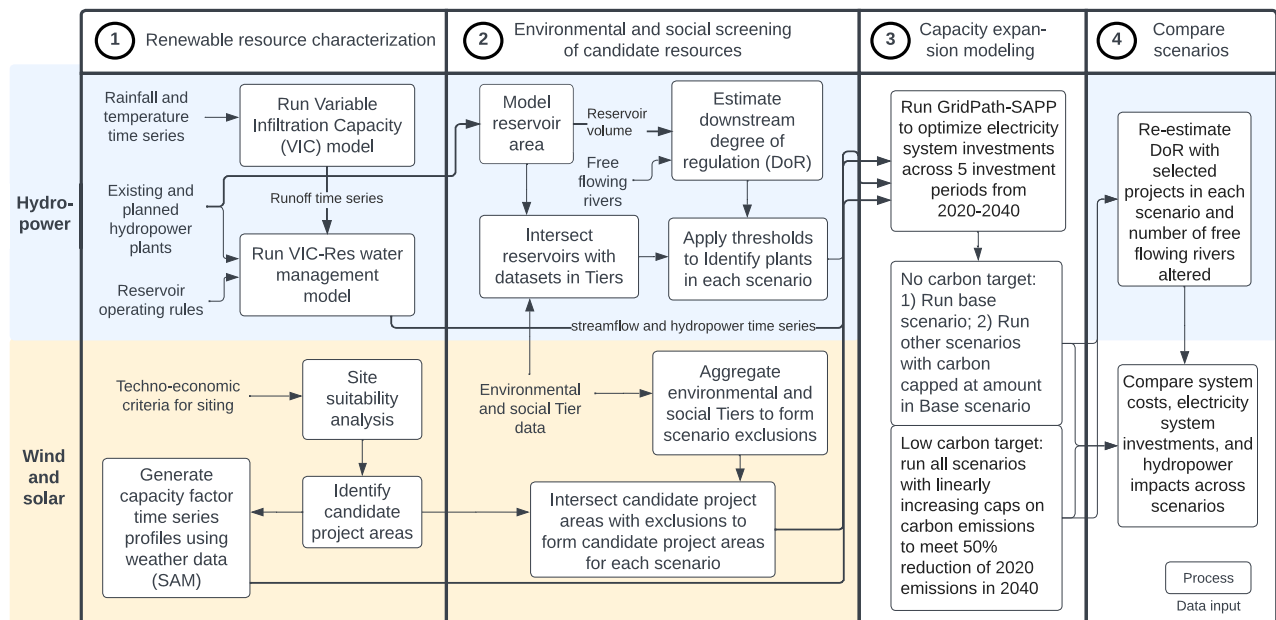 1
Renewable resource characterization
2
Environmental and social screening
of candidate resources
3
Capacity expan-
sion modeling
4
Compare
scenarios
Hydro-
power
Rainfall and
temperature
time series
Run Variable
Infiltration Capacity
(VIC) model
Existing and
planned
hydropower
plants
Runoff time series
Run VIC-Res water
management
model
Reservoir
operating rules
Model
reservoir
area
Reservoir
volume
Free
flowing
rivers
Estimate
downstream
degree of
regulation (DoR)
Intersect
reservoirs with
datasets in Tiers
Apply thresholds
to Identify plants
in each scenario
streamflow and hydropower time series
Wind
and
solar
Techno-economic
criteria for siting
Site
suitability
analysis
Identify
candidate
project areas
Generate
capacity factor
time series
profiles using
weather data
(SAM)
Environmental
and social Tier
data
Aggregate
environmental and
social Tiers to form
scenario exclusions
Intersect candidate project
areas with exclusions to
form candidate project areas
for each scenario
Run GridPath-SAPP
to optimize electricity
system investments
across 5 investment
periods from
2020-2040
No carbon target:
1) Run base
scenario; 2) Run
other scenarios
with carbon
capped at amount
in Base scenario
Low carbon target:
run all scenarios
with linearly
increasing caps on
carbon emissions
to meet 50%
reduction of 2020
emissions in 2040
Re-estimate
DoR with
selected
projects in each
scenario and
number of free
flowing rivers
altered
Compare system
costs, electricity
system
investments, and
hydropower
impacts across
scenarios
Process
Data input